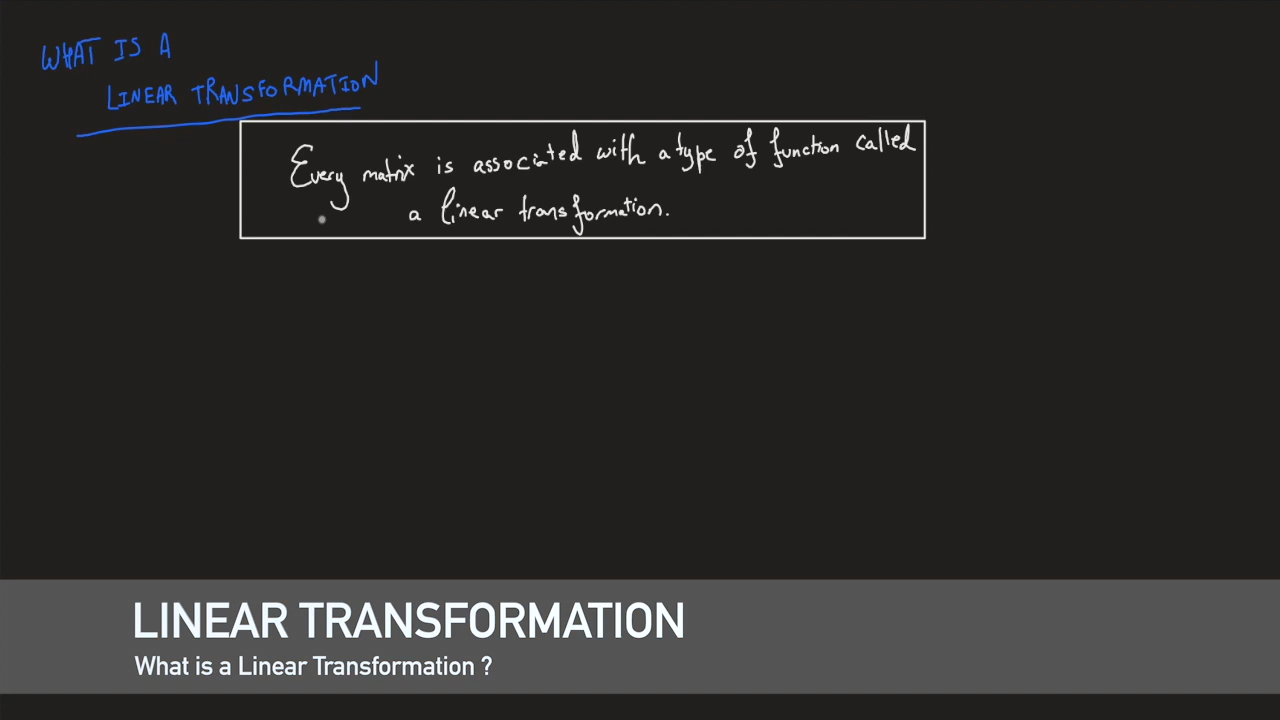 WHAT IS A
LINEAR TRANSFORMATION
Every matrix is associated with a type of function called
a linear transformation.
LINEAR TRANSFORMATION
What is a Linear Transformation ?